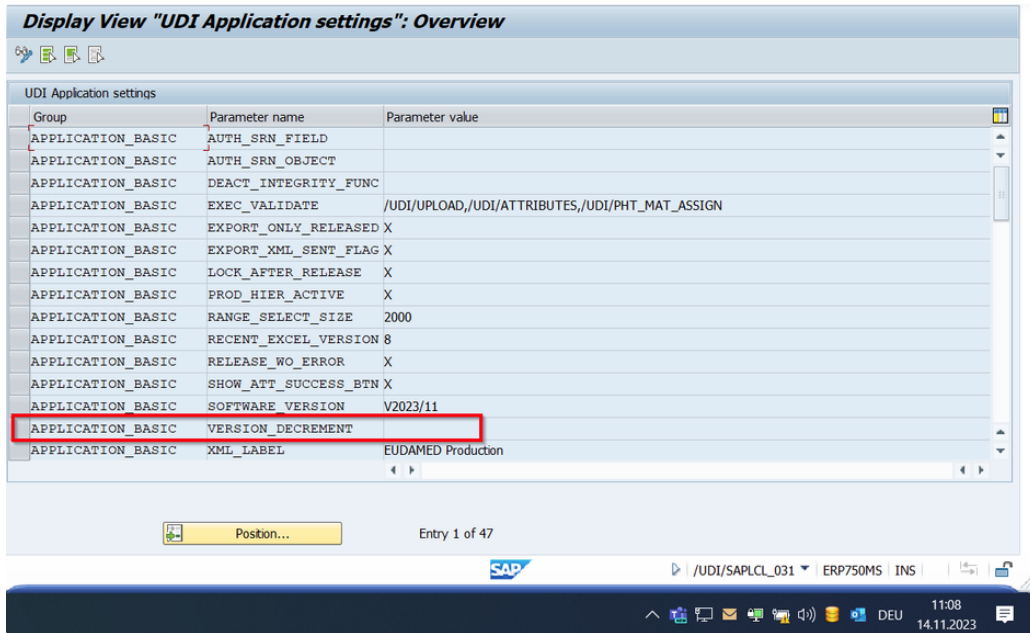 Display View "UDI Application settings": Overview
UDI Application settings
Group Parameter name Parameter value
APPLICATION_BASIC AUTH_SRN_FIELD
APPLICATION_BASIC AUTH_SRN_OBJECT
APPLICATION_BASIC DEACT_INTEGRITY_FUNC
APPLICATION_BASIC EXEC_VALIDATE /UDI/UPLOAD,/UDI/ATTRIBUTES,/UDI/PHT_MAT_ASSIGN
APPLICATION_BASIC EXPORT_ONLY_RELEASED X
APPLICATION_BASIC EXPORT_XML_SENT_FLAG X
APPLICATION_BASIC LOCK_AFTER_RELEASE X
APPLICATION_BASIC PROD_HIER_ACTIVE X
APPLICATION_BASIC RANGE_SELECT_SIZE 2000
APPLICATION_BASIC RECENT_EXCEL_VERSION 8
APPLICATION_BASIC RELEASE_WO_ERROR X
APPLICATION_BASIC SHOW_ATT_SUCCESS_BTN X
APPLICATION_BASIC SOFTWARE_VERSION V2023/11
APPLICATION_BASIC VERSION_DECREMENT
APPLICATION_BASIC XML_LABEL EUDAMED Production
Position... Entry 1 of 47
SAP /UDI/SAPLCL_031 ERP750MS INS
DEU 11:08
14.11.2023